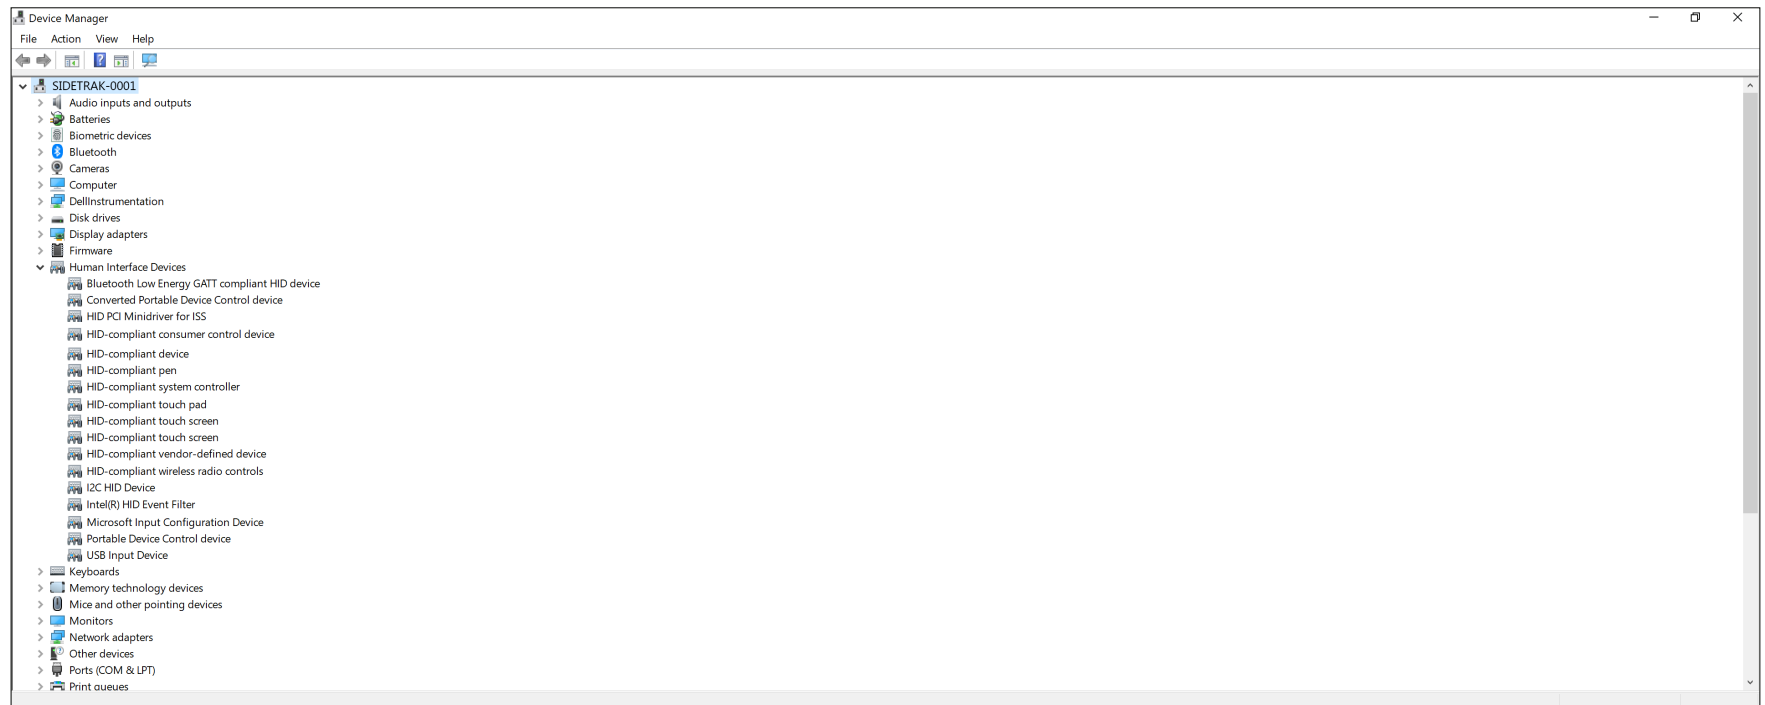 Device Manager
File Action View Help
SIDETRAK-0001
Audio inputs and outputs
Batteries
Biometric devices
Bluetooth
Cameras
Computer
DellInstrumentation
Disk drives
Display adapters
Firmware
Human Interface Devices
Bluetooth Low Energy GATT compliant HID device
Converted Portable Device Control device
HID PCI Minidriver for ISS
HID-compliant consumer control device
HID-compliant device
HID-compliant pen
HID-compliant system controller
HID-compliant touch pad
HID-compliant touch screen
HID-compliant touch screen
HID-compliant vendor-defined device
HID-compliant wireless radio controls
I2C HID Device
Intel(R) HID Event Filter
Microsoft Input Configuration Device
Portable Device Control device
USB Input Device
Keyboards
Memory technology devices
Mice and other pointing devices
Monitors
Network adapters
Other devices
Ports (COM & LPT)
Print queues